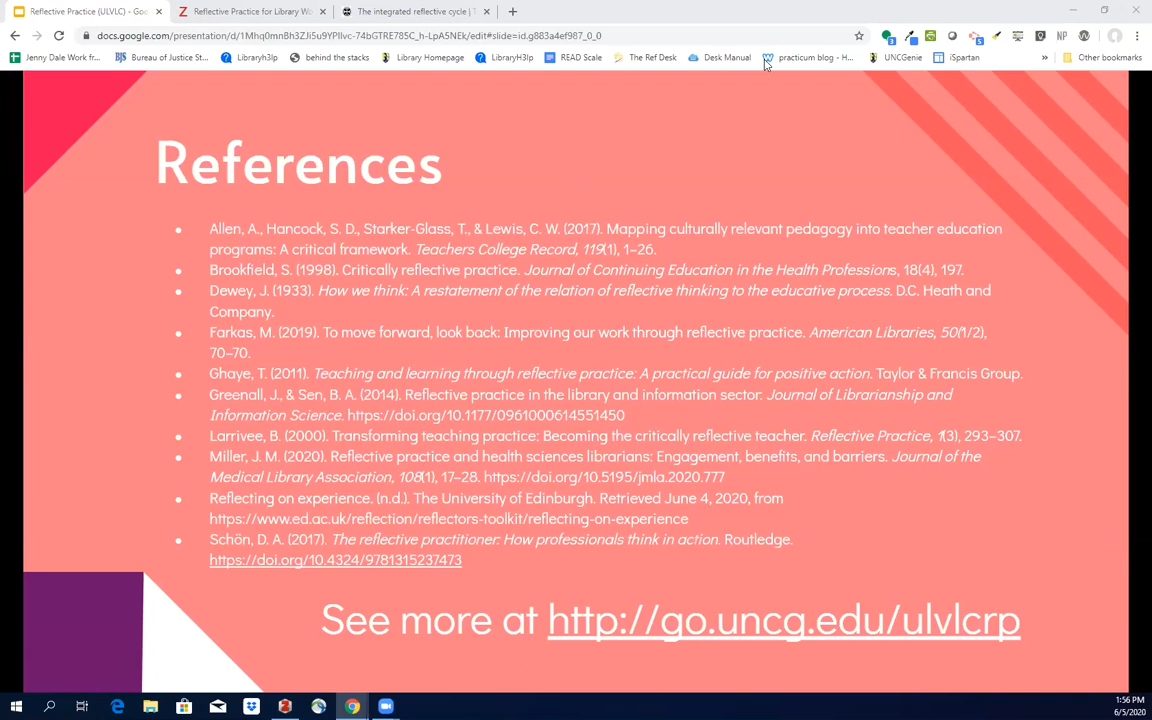 Reflective Practice (ULVLC) - Goo
Reflective Practice for Library Wo
The integrated reflective cycle | T
docs.google.com/presentation/d/1Mhq0mn8h3ZJi5u9YPllvc-74bGTRE785C_h-LpA5NEk/edit#slide=id.g883a4ef987_0_0
Jenny Dale Work fr...
Bureau of Justice St...
Libraryh3lp
behind the stacks
Library Homepage
LibraryH3lp
READ Scale
The Ref Desk
Desk Manual
practicum blog - H...
UNCGenie
iSpartan
»
Other bookmarks
References
Allen, A., Hancock, S. D., Starker-Glass, T., & Lewis, C. W. (2017). Mapping culturally relevant pedagogy into teacher education
programs: A critical framework. Teachers College Record, 119(1), 1–26.
Brookfield, S. (1998). Critically reflective practice. Journal of Continuing Education in the Health Professions, 18(4), 197.
Dewey, J. (1933). How we think: A restatement of the relation of reflective thinking to the educative process. D.C. Heath and
Company.
Farkas, M. (2019). To move forward, look back: Improving our work through reflective practice. American Libraries, 50(1/2),
70–70.
Ghaye, T. (2011). Teaching and learning through reflective practice: A practical guide for positive action. Taylor & Francis Group.
Greenall, J., & Sen, B. A. (2014). Reflective practice in the library and information sector. Journal of Librarianship and
Information Science. https://doi.org/10.1177/0961000614551450
Larrivee, B. (2000). Transforming teaching practice: Becoming the critically reflective teacher. Reflective Practice, 1(3), 293–307.
Miller, J. M. (2020). Reflective practice and health sciences librarians: Engagement, benefits, and barriers. Journal of the
Medical Library Association, 108(1), 17–28. https://doi.org/10.5195/jmla.2020.777
Reflecting on experience. (n.d.). The University of Edinburgh. Retrieved June 4, 2020, from
https://www.ed.ac.uk/reflection/reflectors-toolkit/reflecting-on-experience
Schön, D. A. (2017). The reflective practitioner: How professionals think in action. Routledge.
https://doi.org/10.4324/9781315237473
See more at http://go.uncg.edu/ulvlcrp
1:56 PM
6/5/2020